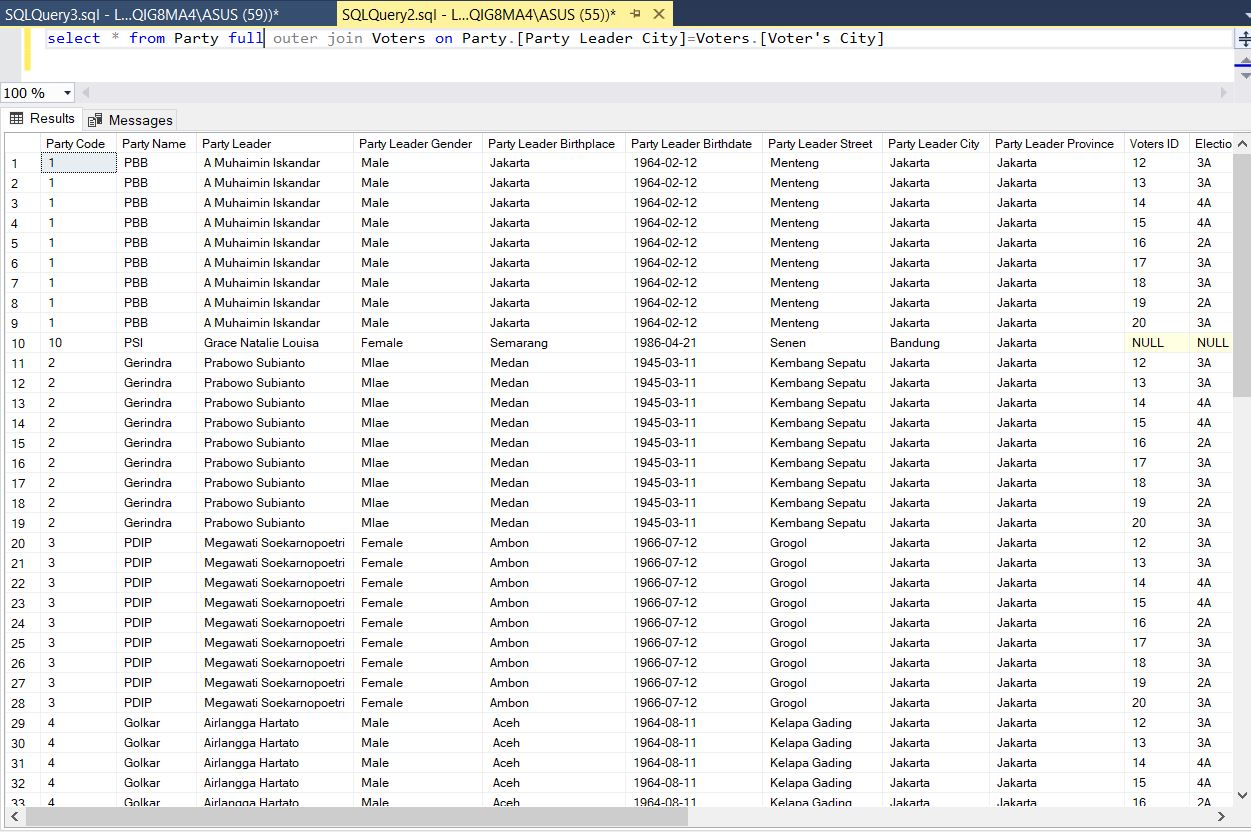 SQLQuery3.sql - L...QIG8MA4\ASUS (59))* SQLQuery2.sql - L...QIG8MA4\ASUS (55))*
select * from Party full outer join Voters on Party.[Party Leader City]=Voters.[Voter's City]
100 %
Results Messages
Party Code Party Name Party Leader Party Leader Gender Party Leader Birthplace Party Leader Birthdate Party Leader Street Party Leader City Party Leader Province Voters ID Electio
1 1 PBB A Muhaimin Iskandar Male Jakarta 1964-02-12 Menteng Jakarta Jakarta 12 3A
2 1 PBB A Muhaimin Iskandar Male Jakarta 1964-02-12 Menteng Jakarta Jakarta 13 3A
3 1 PBB A Muhaimin Iskandar Male Jakarta 1964-02-12 Menteng Jakarta Jakarta 14 4A
4 1 PBB A Muhaimin Iskandar Male Jakarta 1964-02-12 Menteng Jakarta Jakarta 15 4A
5 1 PBB A Muhaimin Iskandar Male Jakarta 1964-02-12 Menteng Jakarta Jakarta 16 2A
6 1 PBB A Muhaimin Iskandar Male Jakarta 1964-02-12 Menteng Jakarta Jakarta 17 3A
7 1 PBB A Muhaimin Iskandar Male Jakarta 1964-02-12 Menteng Jakarta Jakarta 18 3A
8 1 PBB A Muhaimin Iskandar Male Jakarta 1964-02-12 Menteng Jakarta Jakarta 19 2A
9 1 PBB A Muhaimin Iskandar Male Jakarta 1964-02-12 Menteng Jakarta Jakarta 20 3A
10 10 PSI Grace Natalie Louisa Female Semarang 1986-04-21 Senen Bandung Jakarta NULL NULL
11 2 Gerindra Prabowo Subianto Mlae Medan 1945-03-11 Kembang Sepatu Jakarta Jakarta 12 3A
12 2 Gerindra Prabowo Subianto Mlae Medan 1945-03-11 Kembang Sepatu Jakarta Jakarta 13 3A
13 2 Gerindra Prabowo Subianto Mlae Medan 1945-03-11 Kembang Sepatu Jakarta Jakarta 14 4A
14 2 Gerindra Prabowo Subianto Mlae Medan 1945-03-11 Kembang Sepatu Jakarta Jakarta 15 4A
15 2 Gerindra Prabowo Subianto Mlae Medan 1945-03-11 Kembang Sepatu Jakarta Jakarta 16 2A
16 2 Gerindra Prabowo Subianto Mlae Medan 1945-03-11 Kembang Sepatu Jakarta Jakarta 17 3A
17 2 Gerindra Prabowo Subianto Mlae Medan 1945-03-11 Kembang Sepatu Jakarta Jakarta 18 3A
18 2 Gerindra Prabowo Subianto Mlae Medan 1945-03-11 Kembang Sepatu Jakarta Jakarta 19 2A
19 2 Gerindra Prabowo Subianto Mlae Medan 1945-03-11 Kembang Sepatu Jakarta Jakarta 20 3A
20 3 PDIP Megawati Soekarnopoetri Female Ambon 1966-07-12 Grogol Jakarta Jakarta 12 3A
21 3 PDIP Megawati Soekarnopoetri Female Ambon 1966-07-12 Grogol Jakarta Jakarta 13 3A
22 3 PDIP Megawati Soekarnopoetri Female Ambon 1966-07-12 Grogol Jakarta Jakarta 14 4A
23 3 PDIP Megawati Soekarnopoetri Female Ambon 1966-07-12 Grogol Jakarta Jakarta 15 4A
24 3 PDIP Megawati Soekarnopoetri Female Ambon 1966-07-12 Grogol Jakarta Jakarta 16 2A
25 3 PDIP Megawati Soekarnopoetri Female Ambon 1966-07-12 Grogol Jakarta Jakarta 17 3A
26 3 PDIP Megawati Soekarnopoetri Female Ambon 1966-07-12 Grogol Jakarta Jakarta 18 3A
27 3 PDIP Megawati Soekarnopoetri Female Ambon 1966-07-12 Grogol Jakarta Jakarta 19 2A
28 3 PDIP Megawati Soekarnopoetri Female Ambon 1966-07-12 Grogol Jakarta Jakarta 20 3A
29 4 Golkar Airlangga Hartato Male Aceh 1964-08-11 Kelapa Gading Jakarta Jakarta 12 3A
30 4 Golkar Airlangga Hartato Male Aceh 1964-08-11 Kelapa Gading Jakarta Jakarta 13 3A
31 4 Golkar Airlangga Hartato Male Aceh 1964-08-11 Kelapa Gading Jakarta Jakarta 14 4A
32 4 Golkar Airlangga Hartato Male Aceh 1964-08-11 Kelapa Gading Jakarta Jakarta 15 4A
33 4 Golkar Airlangga Hartato Male Aceh 1964-08-11 Kelapa Gading Jakarta Jakarta 16 2A